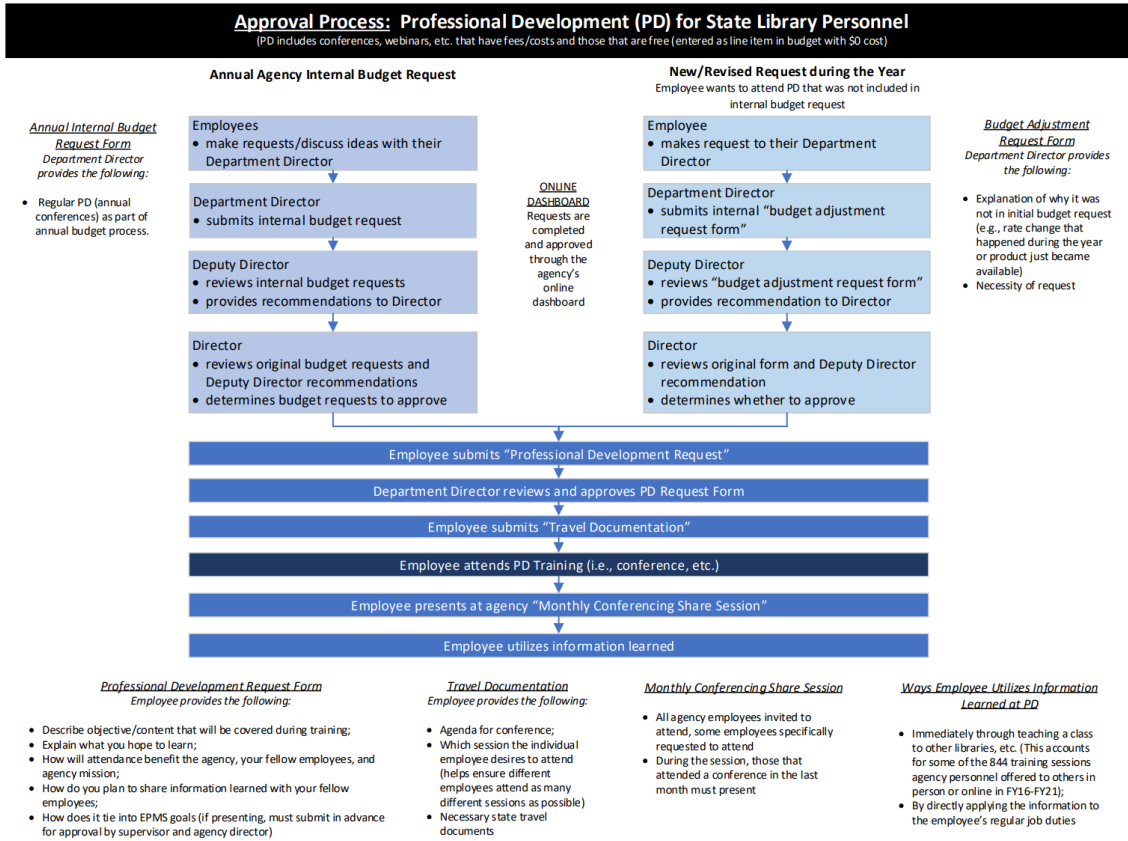 Approval Process: Professional Development (PD) for State Library Personnel
(PD includes conferences, webinars, etc. that have fees/costs and those that are free (entered as line item in budget with $0 cost)
Annual Agency Internal Budget Request
New/Revised Request during the Year
Employee wants to attend PD that was not included in
internal budget request
Annual Internal Budget
Request Form
Department Director
provides the following:
• Regular PD (annual
conferences) as part of
annual budget process.
Employees
• make requests/discuss ideas with their
Department Director
Department Director
• submits internal budget request
Deputy Director
• reviews internal budget requests
• provides recommendations to Director
Director
• reviews original budget requests and
Deputy Director recommendations
• determines budget requests to approve
ONLINE
DASHBOARD
Requests are
completed
and approved
through the
agency’s
online
dashboard
Employee
• makes request to their Department
Director
Department Director
• submits internal “budget adjustment
request form”
Deputy Director
• reviews “budget adjustment request form”
• provides recommendation to Director
Director
• reviews original form and Deputy Director
recommendation
• determines whether to approve
Budget Adjustment
Request Form
Department Director provides
the following:
• Explanation of why it was
not in initial budget request
(e.g., rate change that
happened during the year
or product just became
available)
• Necessity of request
Employee submits “Professional Development Request”
Department Director reviews and approves PD Request Form
Employee submits “Travel Documentation”
Employee attends PD Training (i.e., conference, etc.)
Employee presents at agency “Monthly Conferencing Share Session”
Employee utilizes information learned
Professional Development Request Form
Employee provides the following:
• Describe objective/content that will be covered during training;
• Explain what you hope to learn;
• How will attendance benefit the agency, your fellow employees, and
agency mission;
• How do you plan to share information learned with your fellow
employees;
• How does it tie into EPMS goals (if presenting, must submit in advance
for approval by supervisor and agency director)
Travel Documentation
Employee provides the following:
• Agenda for conference;
• Which session the individual
employee desires to attend
(helps ensure different
employees attend as many
different sessions as possible)
• Necessary state travel
documents
Monthly Conferencing Share Session
• All agency employees invited to
attend, some employees specifically
requested to attend
• During the session, those that
attended a conference in the last
month must present
Ways Employee Utilizes Information
Learned at PD
• Immediately through teaching a class
to other libraries, etc. (This accounts
for some of the 844 training sessions
agency personnel offered to others in
person or online in FY16-FY21);
• By directly applying the information to
the employee’s regular job duties